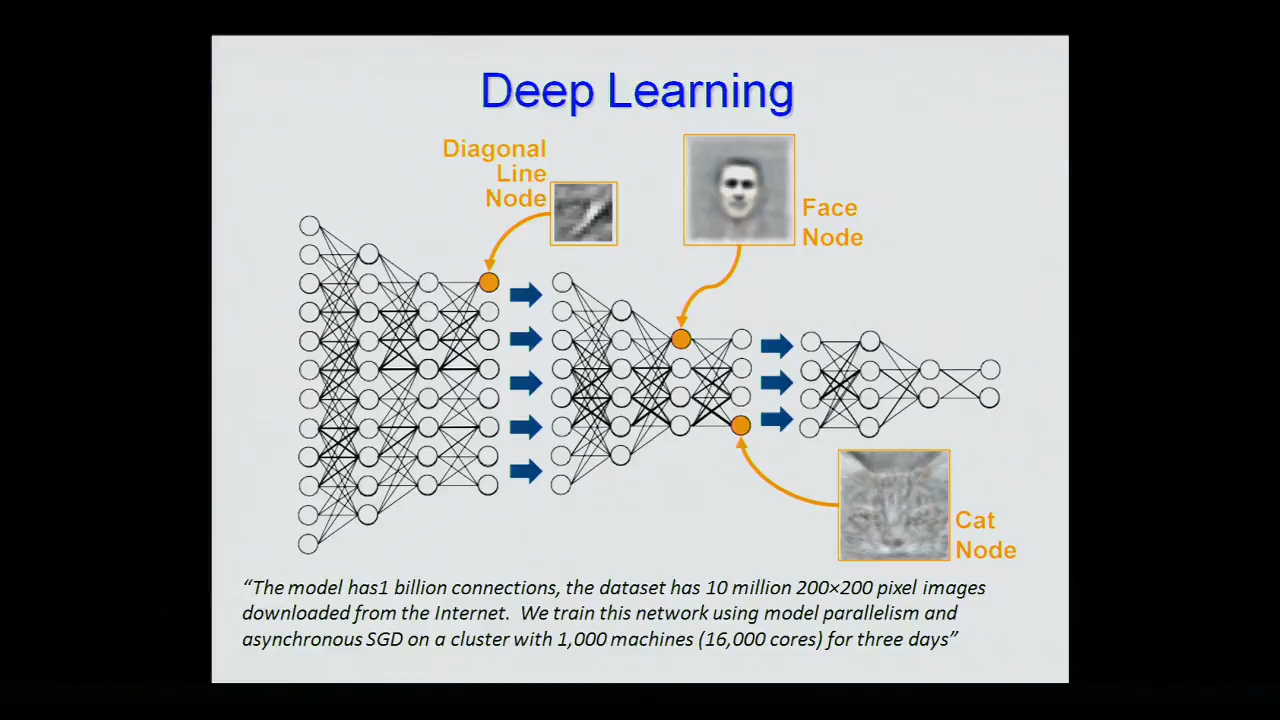 Deep Learning
Diagonal
Line
Node
Face
Node
Cat
Node
“The model has1 billion connections, the dataset has 10 million 200×200 pixel images
downloaded from the Internet.  We train this network using model parallelism and
asynchronous SGD on a cluster with 1,000 machines (16,000 cores) for three days”